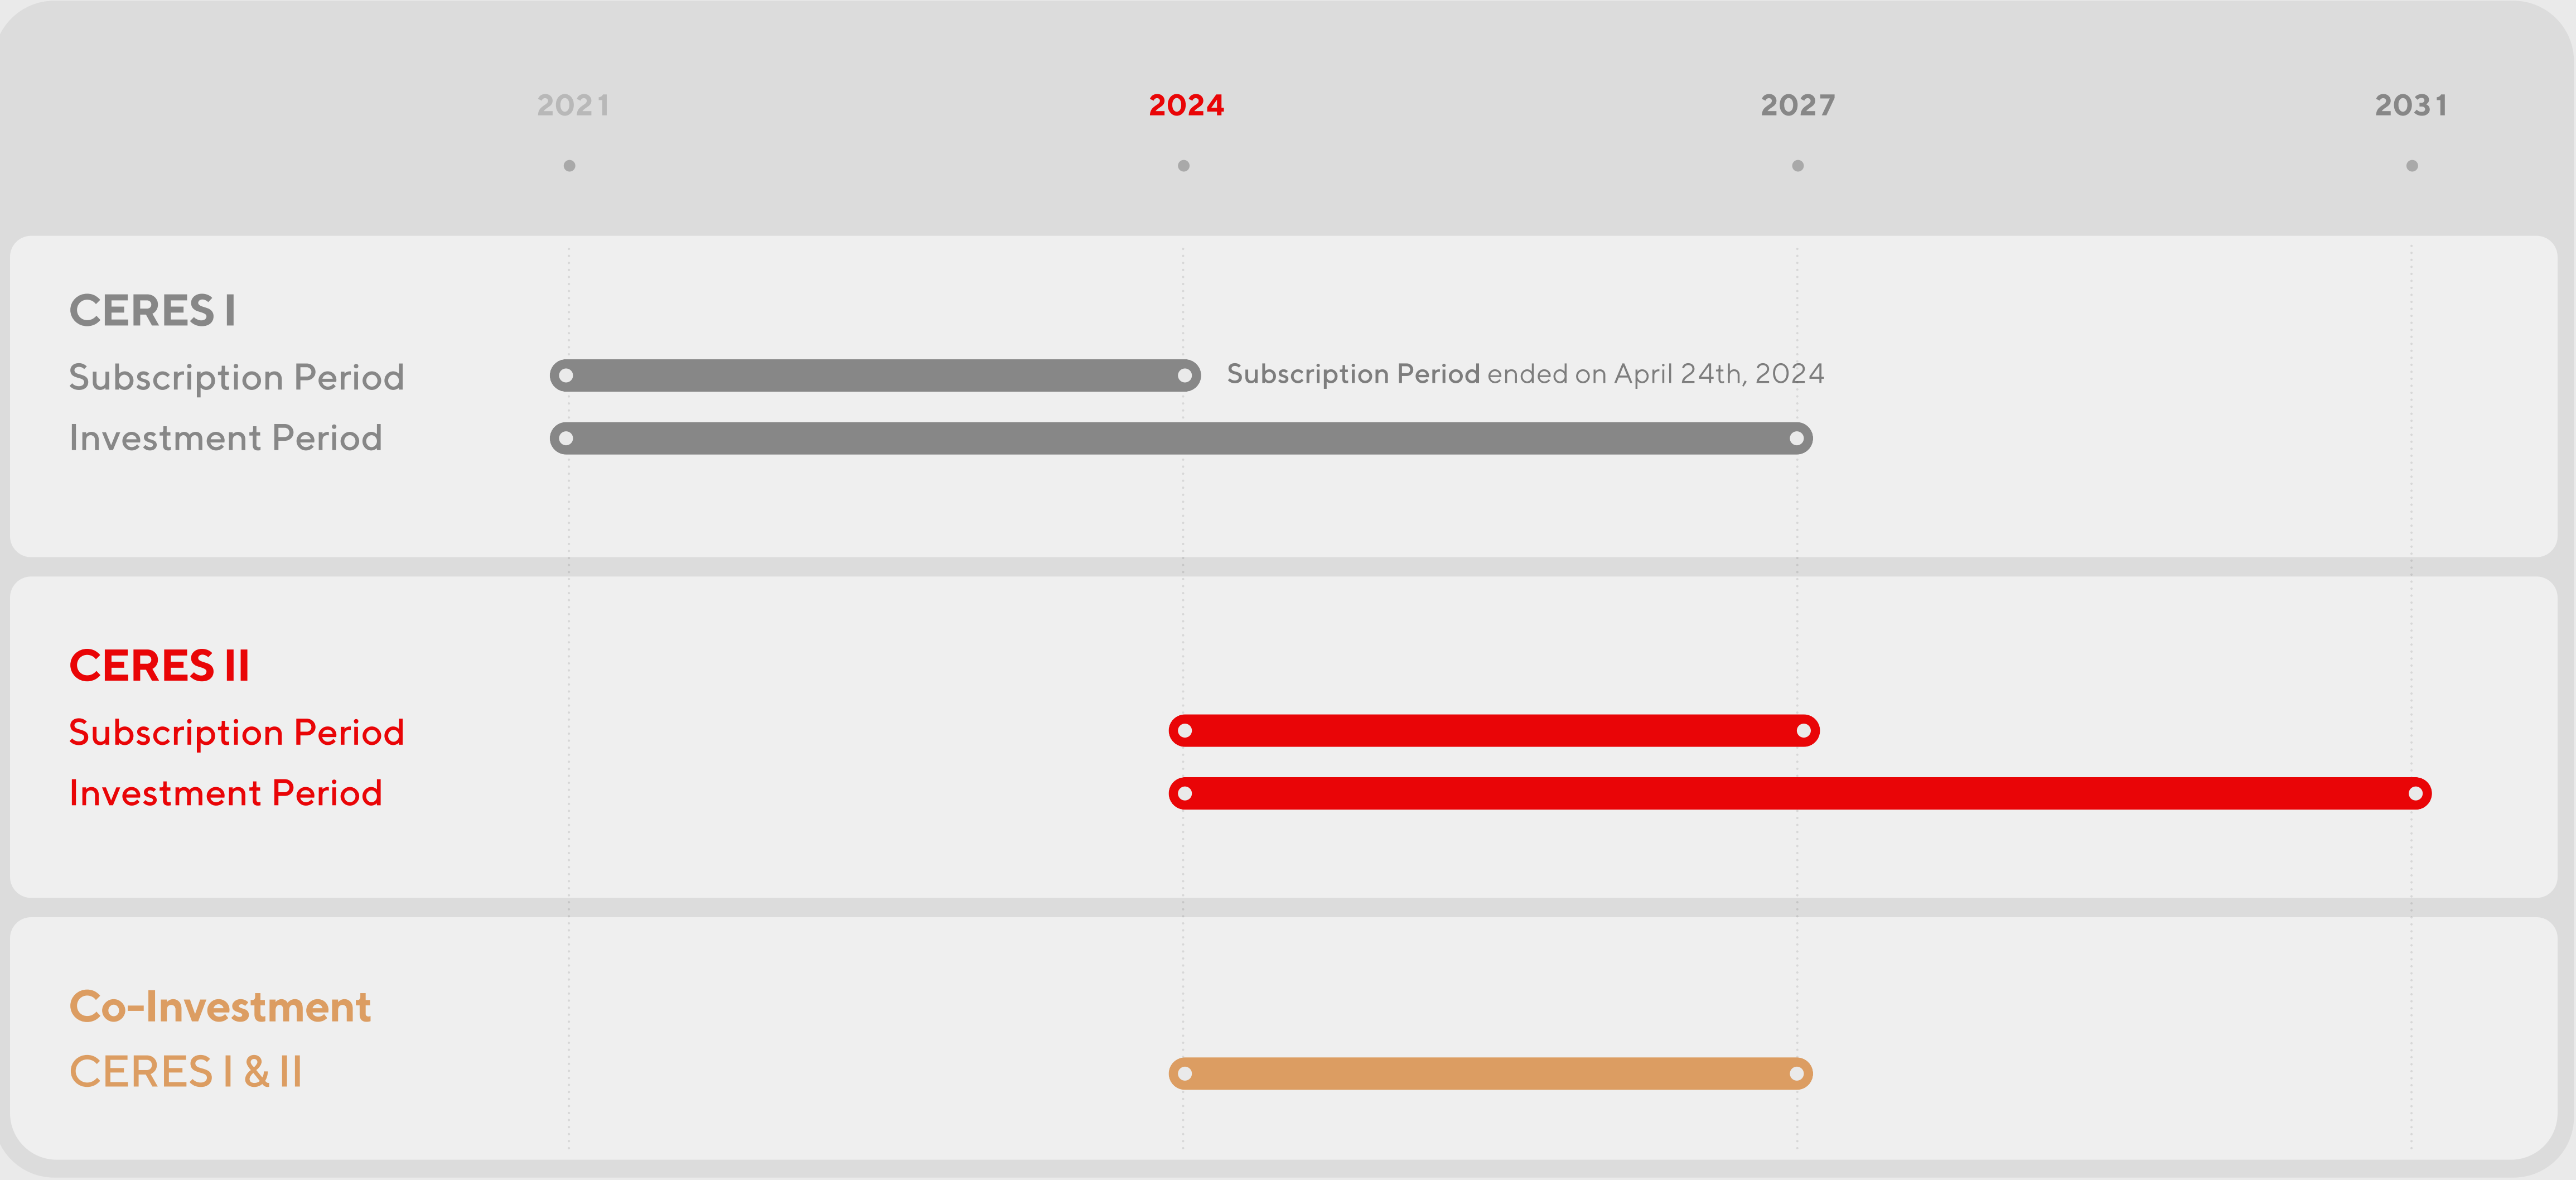 2021 2024 2027 2031
CERES I
Subscription Period
Subscription Period ended on April 24th, 2024
Investment Period
CERES II
Subscription Period
Investment Period
Co-Investment
CERES I & II